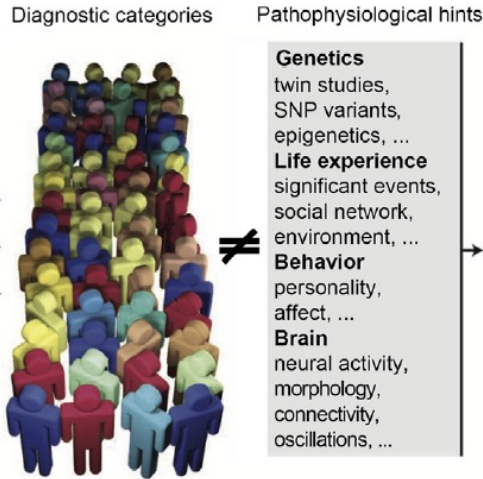 Diagnostic categories
Pathophysiological hints
≠
Genetics
twin studies,
SNP variants,
epigenetics, ...
Life experience
significant events,
social network,
environment, ...
Behavior
personality,
affect, ...
Brain
neural activity,
morphology,
connectivity,
oscillations, ...